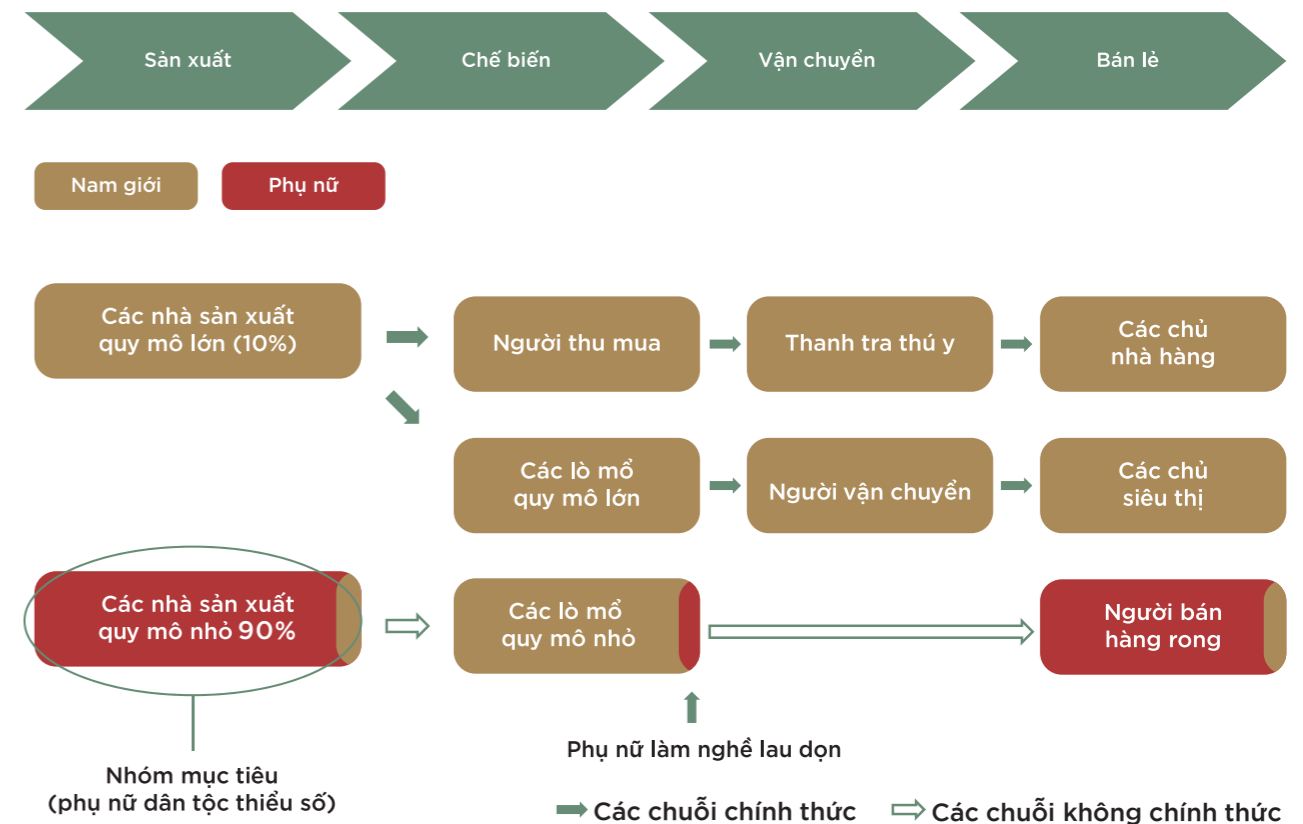 Sản xuất
Chế biến
Vận chuyển
Bán lẻ
Nam giới
Phụ nữ
Các nhà sản xuất
quy mô lớn (10%)
Người thu mua
Thanh tra thú y
Các chủ
nhà hàng
Các lò mổ
quy mô lớn
Người vận chuyển
Các chủ
siêu thị
Các nhà sản xuất
quy mô nhỏ 90%
Các lò mổ
quy mô nhỏ
Người bán
hàng rong
Phụ nữ làm nghề lau dọn
Nhóm mục tiêu
(phụ nữ dân tộc thiểu số)
Các chuỗi chính thức
Các chuỗi không chính thức